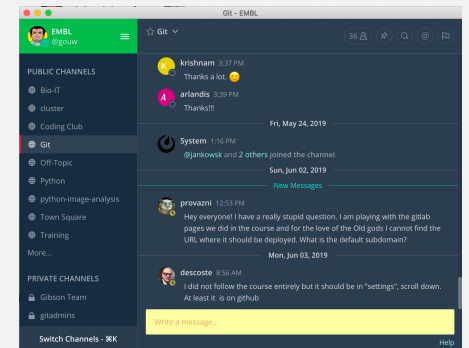 Git - EMBL
EMBL
@gouw
PUBLIC CHANNELS
Bio-IT
cluster
Coding Club
Git
Off-Topic
Python
python-image-analysis
Town Square
Training
More...
PRIVATE CHANNELS
Gibson Team
gitadmins
Switch Channels - ⌘K
Git
36
@
K
krishnam 3:37 PM
Thanks a lot.
A
arlandis 3:39 PM
Thanks!!!
Fri, May 24, 2019
System 1:16 PM
@jankowsk and 2 others joined the channel.
Sun, Jun 02, 2019
New Messages
provazni 12:53 PM
Hey everyone! I have a really stupid question. I am playing with the gitlab
pages we did in the course and for the love of the Old gods I cannot find the
URL where it should be deployed. What is the default subdomain?
Mon, Jun 03, 2019
descoste 8:56 AM
I did not follow the course entirely but it should be in "settings", scroll down.
At least it is on github
Write a message...
Help